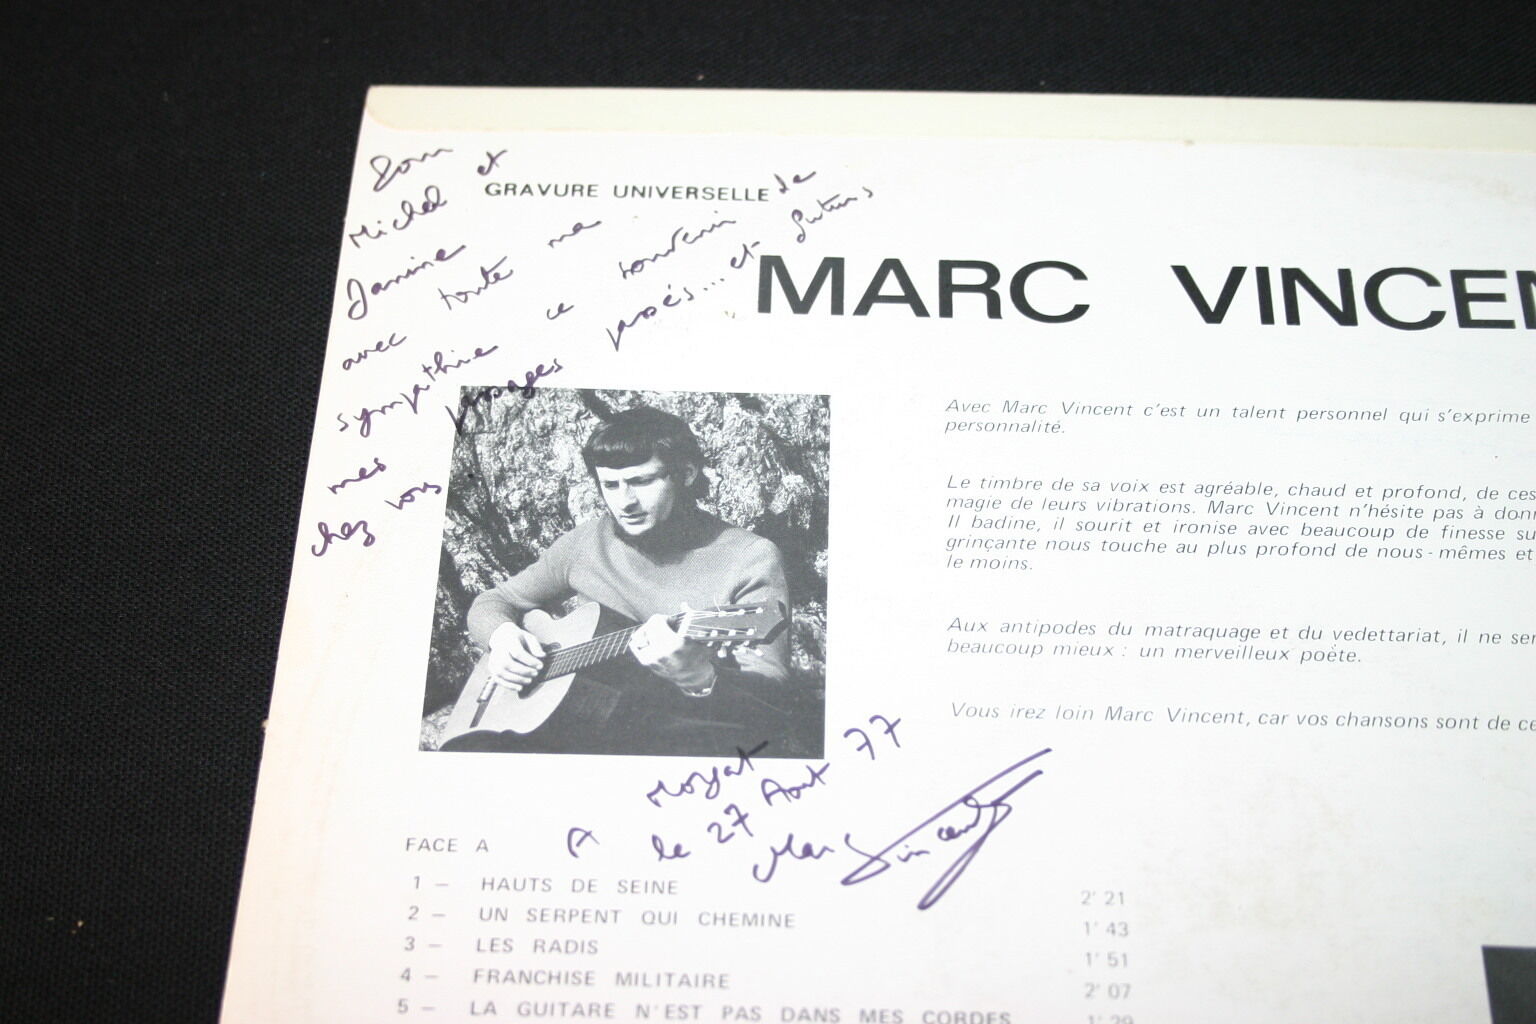 Pour
Michel et
Janine
avec toute ma
sympathie ce souvenir de
mes passages passés... et futurs
chez vous
GRAVURE UNIVERSELLE
MARC VINCEN
Avec Marc Vincent c'est un talent personnel qui s'exprime
personnalité.
Le timbre de sa voix est agréable, chaud et profond, de ces
magie de leurs vibrations. Marc Vincent n'hésite pas à donn
Il badine, il sourit et ironise avec beaucoup de finesse su
grinçante nous touche au plus profond de nous-mêmes et
le moins.
Aux antipodes du matraquage et du vedettariat, il ne ser
beaucoup mieux : un merveilleux poète.
Vous irez loin Marc Vincent, car vos chansons sont de ce
A Morgat
le 27 Aout 77
Marc Vincent
FACE A
1 – HAUTS DE SEINE 2' 21
2 – UN SERPENT QUI CHEMINE 1' 43
3 – LES RADIS 1' 51
4 – FRANCHISE MILITAIRE 2' 07
5 – LA GUITARE N'EST PAS DANS MES CORDES 1' 29